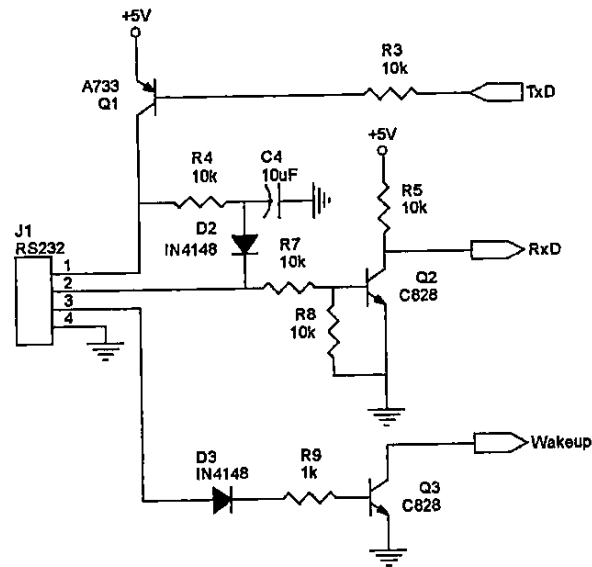 +5V
A733
Q1
R3
10k
TxD
+5V
R4
10k
C4
10uF
R5
10k
J1
RS232
D2
IN4148
R7
10k
RxD
1
2
3
4
Q2
C828
R8
10k
D3
IN4148
R9
1k
Wakeup
Q3
C828